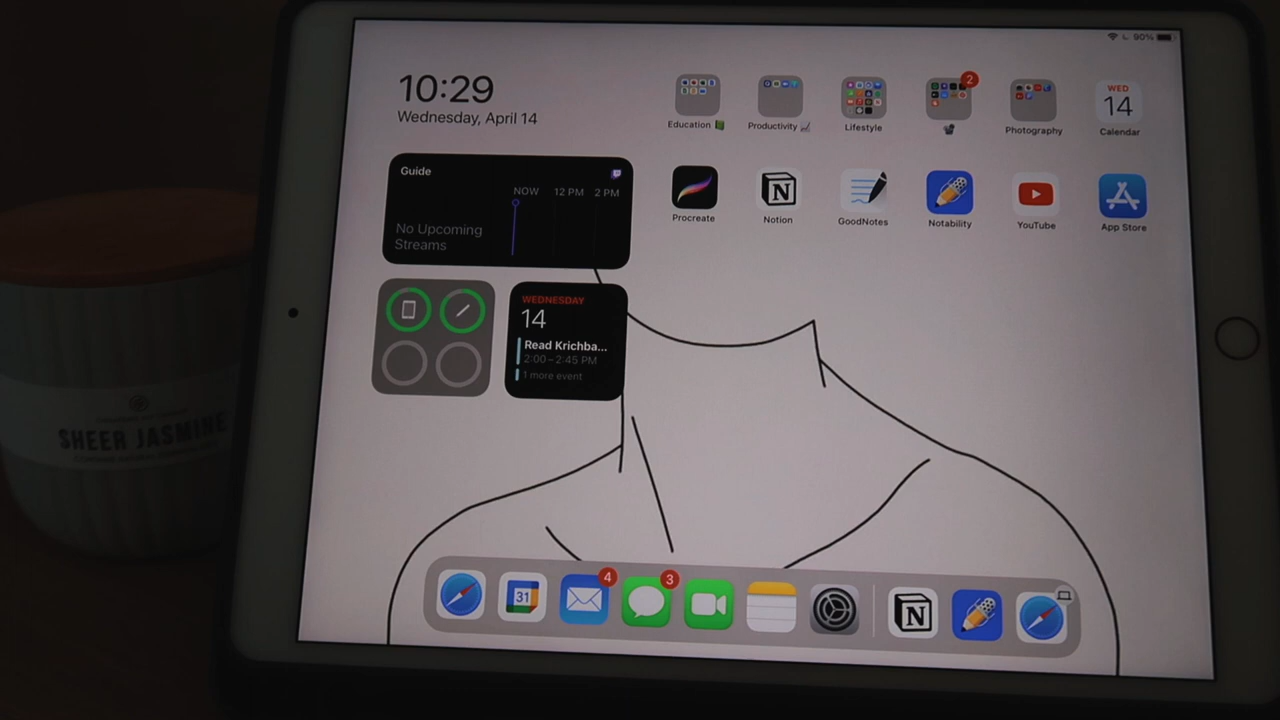 90%
10:29
Wednesday, April 14
Guide
NOW 12 PM 2 PM
No Upcoming
Streams
WEDNESDAY
14
Read Krichba...
2:00–2:45 PM
1 more event
2
WED
14
Education
Productivity
Lifestyle
Photography
Calendar
N
Procreate
Notion
GoodNotes
Notability
YouTube
App Store
31
4
3
N
SHEER JASMINE